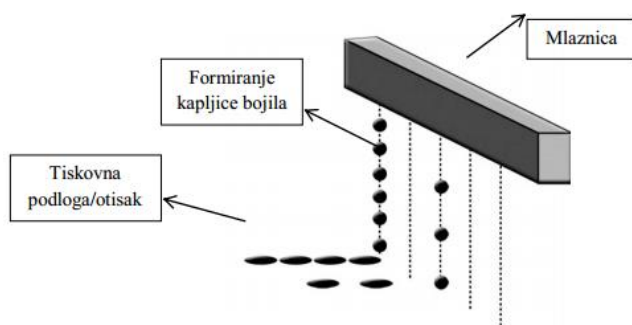 Mlaznica
Formiranje
kapljice bojila
Tiskovna
podloga/otisak